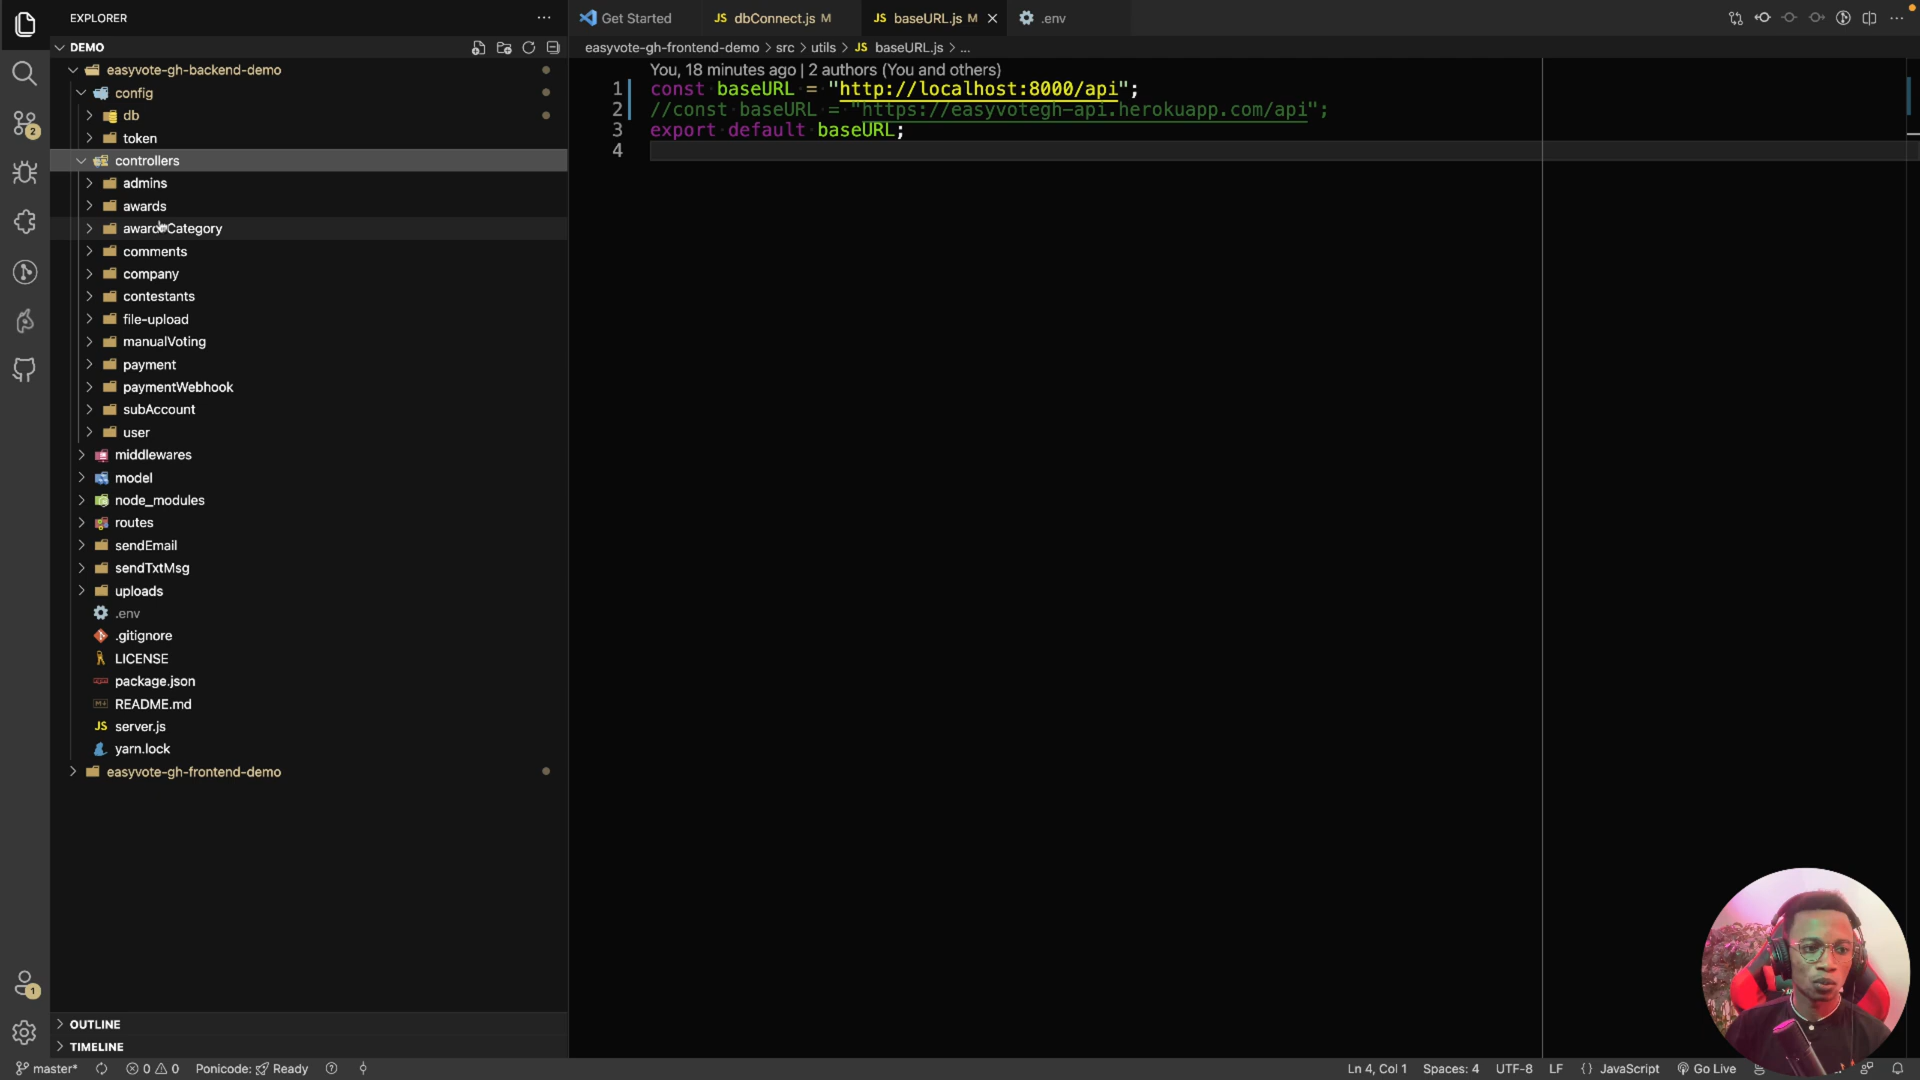 EXPLORER
Get Started
JS dbConnect.js M
JS baseURL.js M
.env
DEMO
easyvote-gh-frontend-demo > src > utils > JS baseURL.js > ...
easyvote-gh-backend-demo
config
db
token
controllers
admins
awards
comments
company
contestants
file-upload
manualVoting
payment
paymentWebhook
subAccount
user
middlewares
model
node_modules
routes
sendEmail
sendTxtMsg
uploads
.env
.gitignore
LICENSE
package.json
README.md
JS server.js
yarn.lock
easyvote-gh-frontend-demo
You, 18 minutes ago | 2 authors (You and others)
1 const baseURL = "http://localhost:8000/api";
2 //const baseURL = "https://easyvotegh-api.herokuapp.com/api";
3 export default baseURL;
4
2
1
OUTLINE
TIMELINE
master*
0 0
Ponicode: Ready
Ln 4, Col 1
Spaces: 4
UTF-8
LF
{ } JavaScript
Go Live